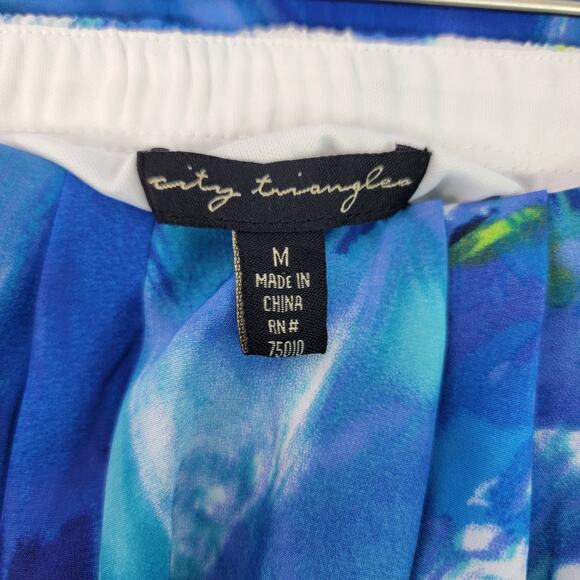 city triangles
M
MADE IN
CHINA
RN#
75010